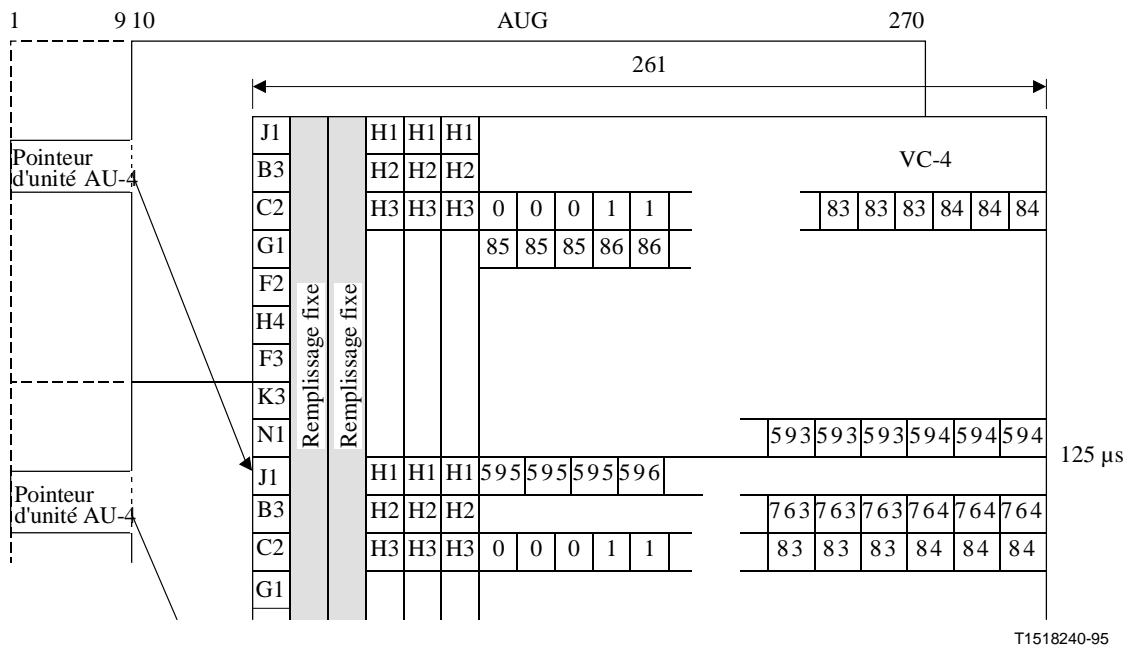 1 9 10 AUG 270
261
J1 H1 H1 H1
Pointeur
d'unité AU-4
B3 H2 H2 H2 VC-4
C2 H3 H3 H3 0 0 0 1 1 83 83 83 84 84 84
G1 85 85 85 86 86
F2
H4
F3
K3
Remplissage fixe
Remplissage fixe
N1 593 593 593 594 594 594
125 µs
J1 H1 H1 H1 595 595 595 596
Pointeur
d'unité AU-4
B3 H2 H2 H2 763 763 763 764 764 764
C2 H3 H3 H3 0 0 0 1 1 83 83 83 84 84 84
G1
T1518240-95